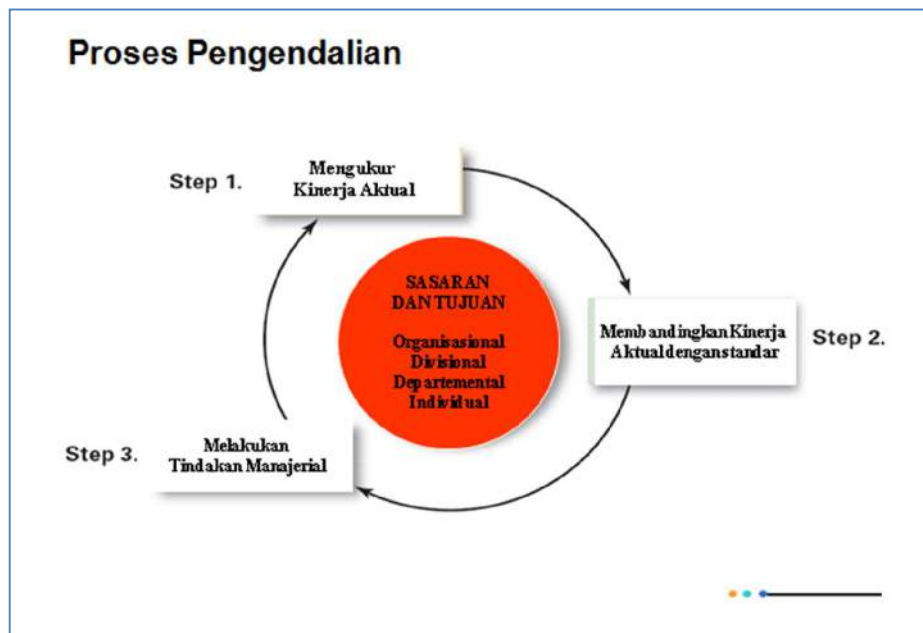 Proses Pengendalian
Step 1.
Mengukur
Kinerja Aktual
SASARAN
DAN TUJUAN
Organisasional
Divisional
Departemental
Individual
Membandingkan Kinerja
Aktual dengan standar
Step 2.
Step 3.
Melakukan
Tindakan Manajerial